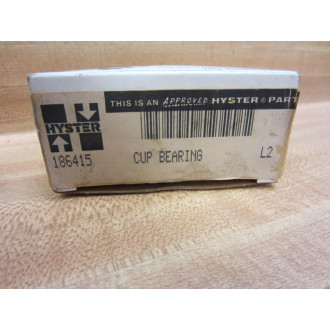 THIS IS AN APPROVED HYSTER® PART
HYSTER
186415 CUP BEARING L2